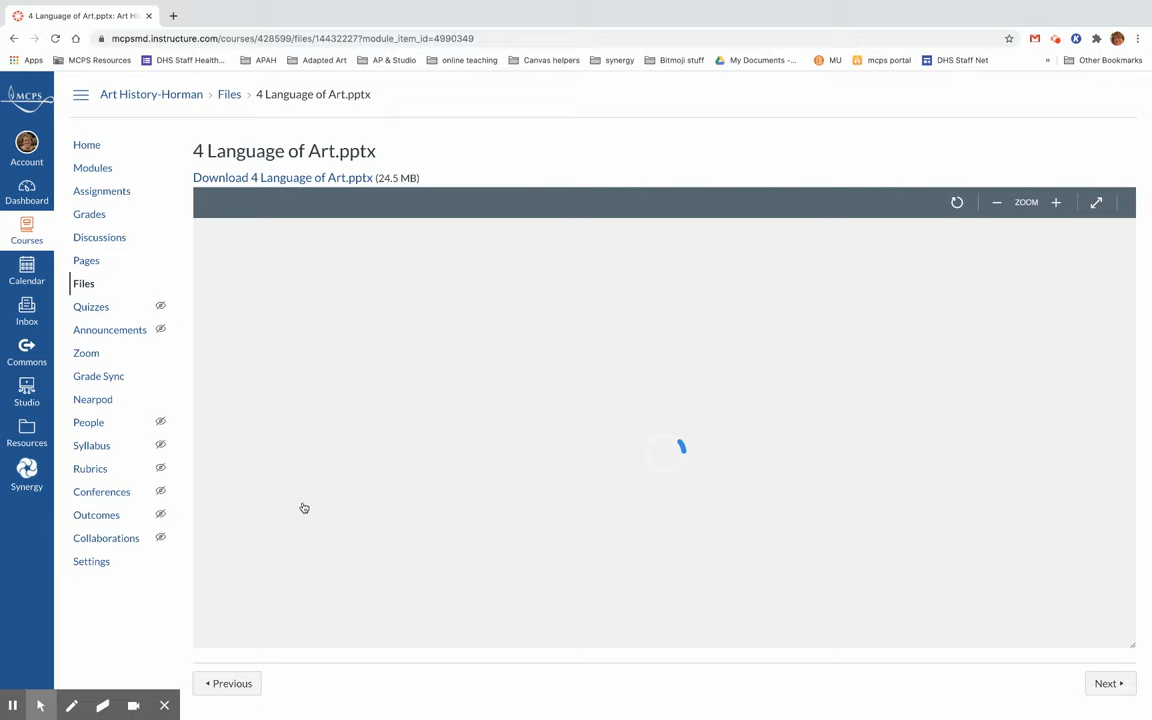 4 Language of Art.pptx: Art Hi
mcpsmd.instructure.com/courses/428599/files/14432227?module_item_id=4990349
Apps MCPS Resources DHS Staff Health... APAH Adapted Art AP & Studio online teaching Canvas helpers synergy Bitmoji stuff My Documents -... MU mcps portal DHS Staff Net » Other Bookmarks
MCPS
Art History-Horman › Files › 4 Language of Art.pptx
Account
Dashboard
Courses
Calendar
Inbox
Commons
Studio
Resources
Synergy
Home
Modules
Assignments
Grades
Discussions
Pages
Files
Quizzes
Announcements
Zoom
Grade Sync
Nearpod
People
Syllabus
Rubrics
Conferences
Outcomes
Collaborations
Settings
4 Language of Art.pptx
Download 4 Language of Art.pptx (24.5 MB)
ZOOM
Previous
Next